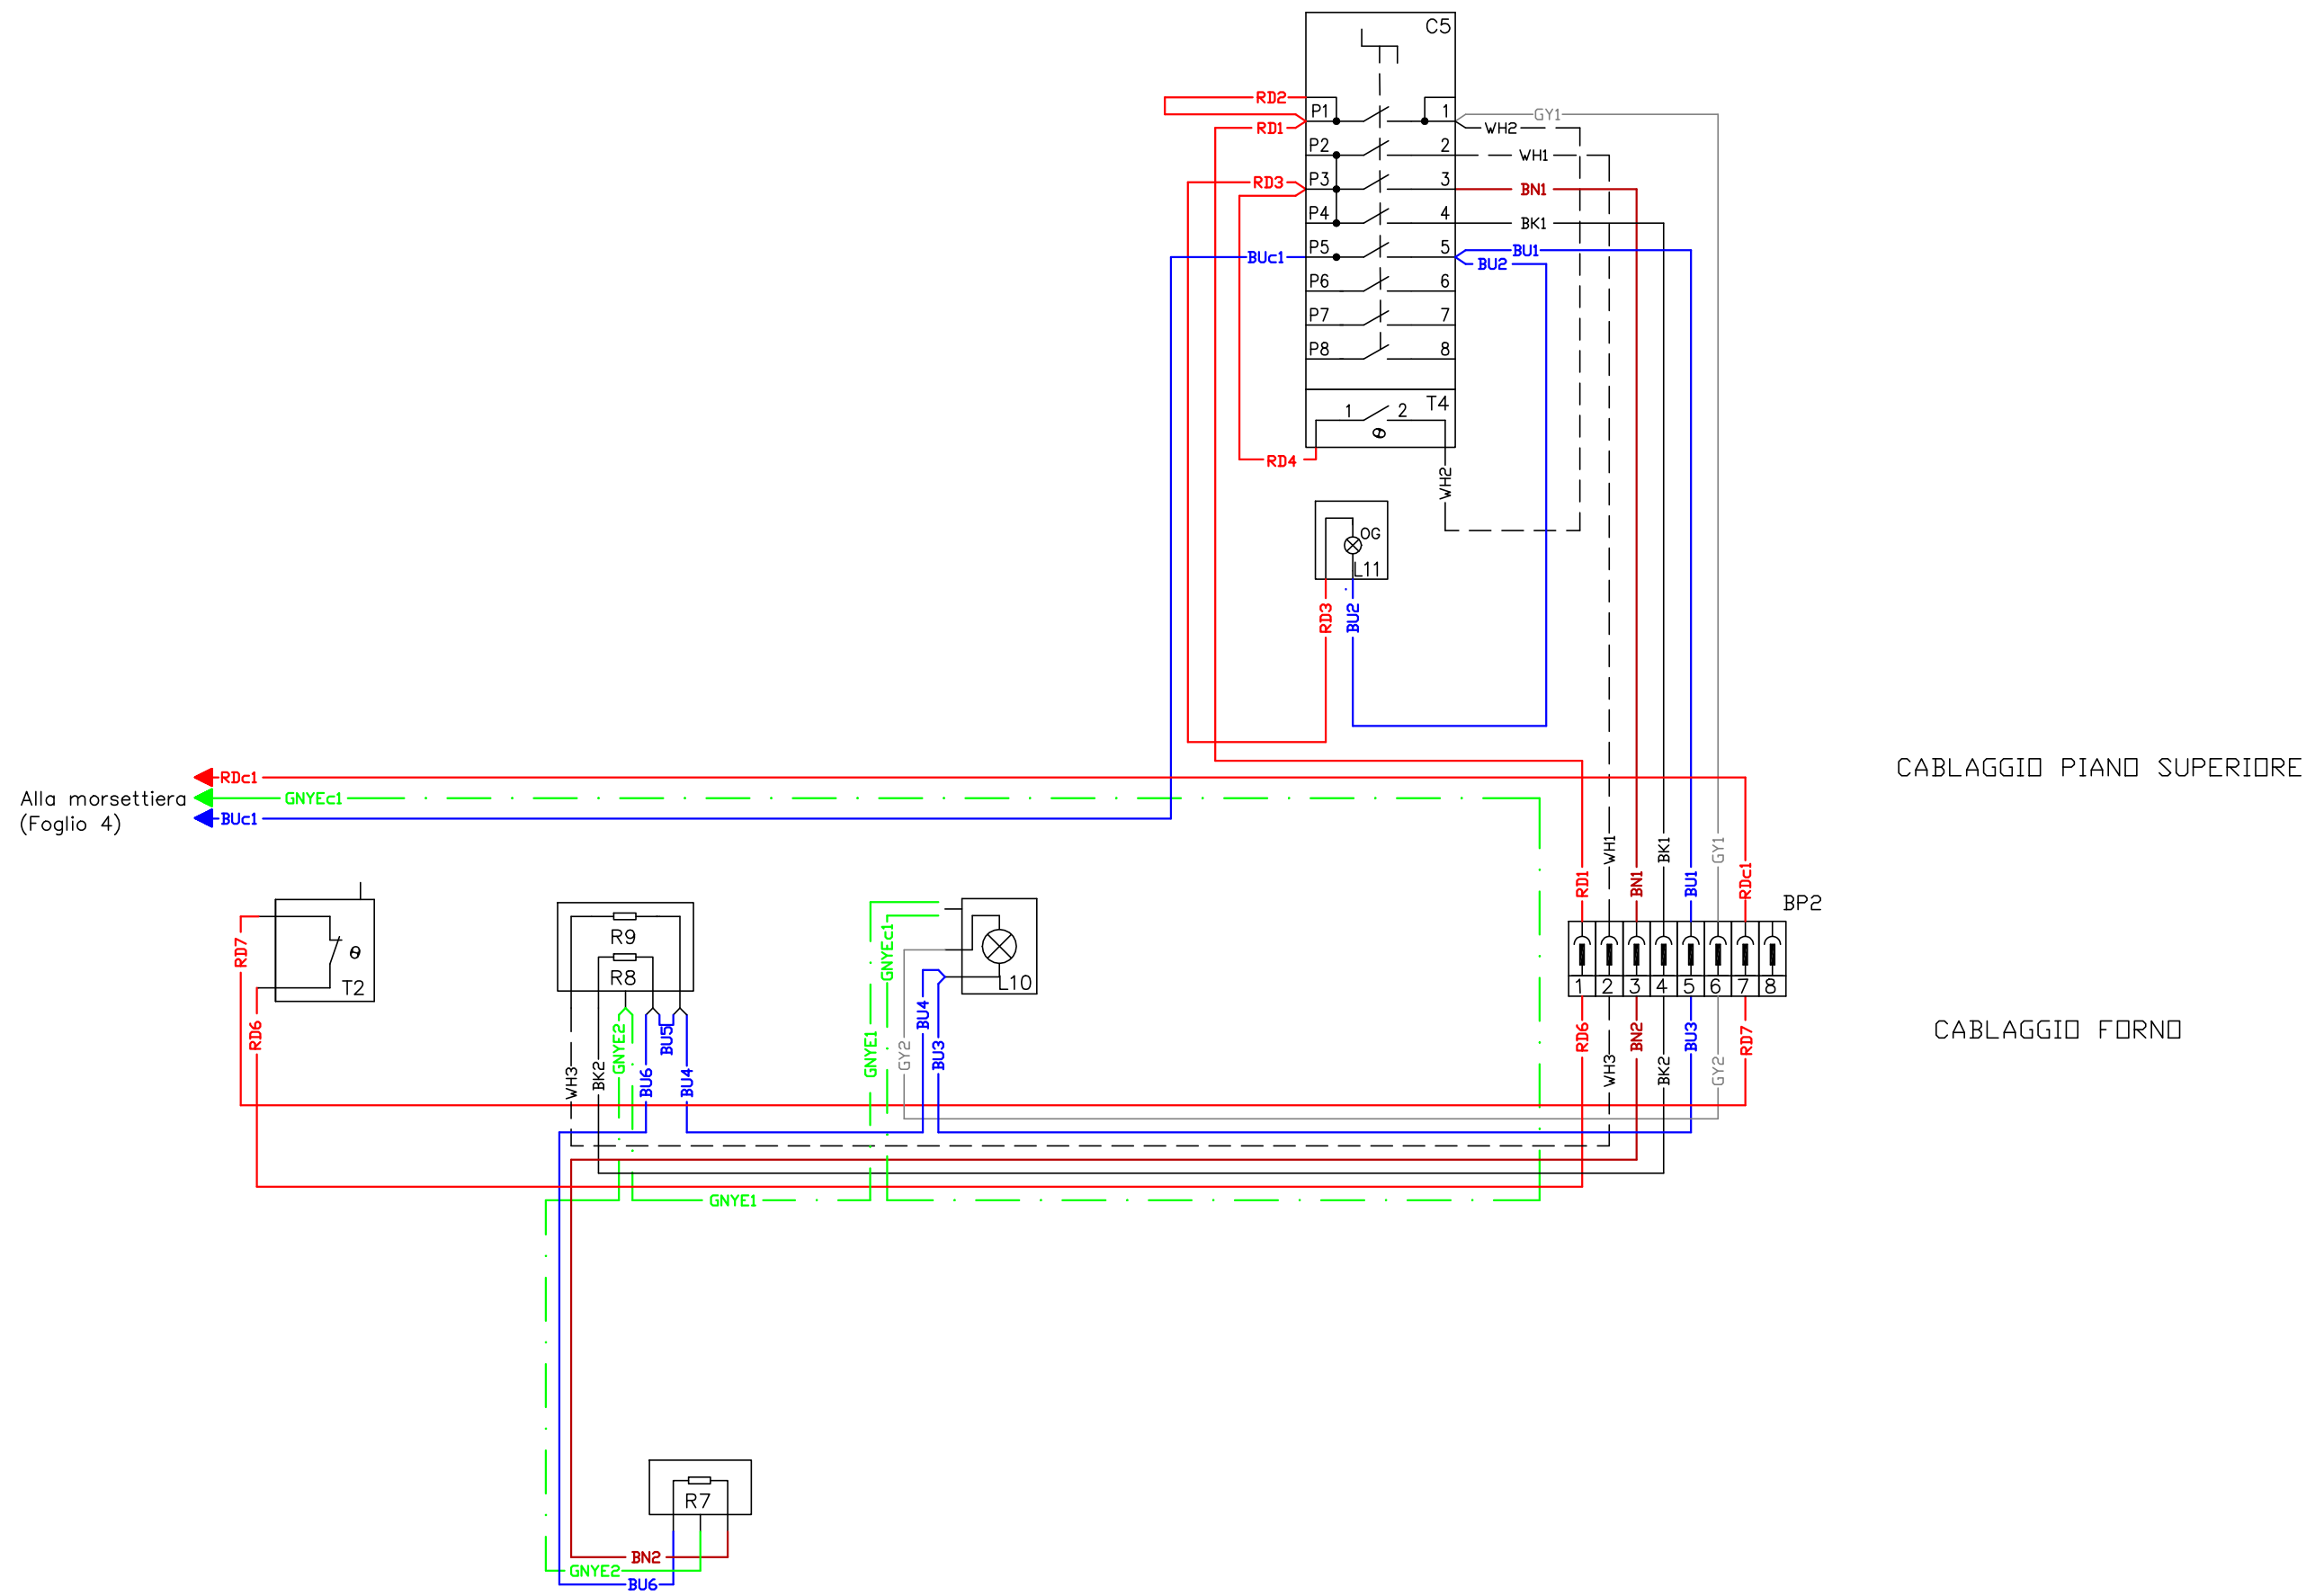 C5
RD2
P1 1
GY1
RD1
WH2
P2 2
WH1
RD3
P3 3
BN1
P4 4
BK1
BUc1
P5 5
BU1
BU2
P6 6
P7 7
P8 8
T4
1 2
θ
RD4
WH2
OG
L11
RD3
BU2
CABLAGGIO PIANO SUPERIORE
RDc1
Alla morsettiera
(Foglio 4)
GNYEc1
BUc1
RD1
WH1
BN1
BK1
BU1
GY1
RDc1
BP2
1 2 3 4 5 6 7 8
CABLAGGIO FORNO
RD6
WH3
BN2
BK2
BU3
GY2
RD7
RD7
RD6
θ
T2
R9
R8
WH3
BK2
GNYE2
BU6
BU5
BU4
L10
GNYE1
GNYEc1
GY2
BU4
BU3
GNYE1
R7
BN2
GNYE2
BU6